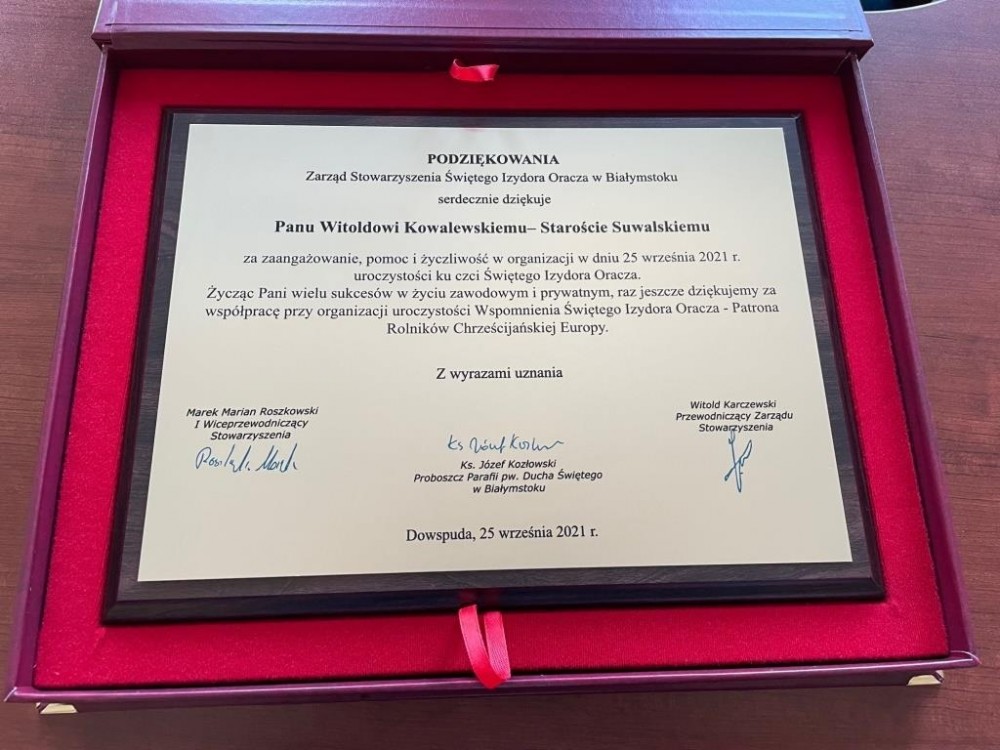 PODZIĘKOWANIA
Zarząd Stowarzyszenia Świętego Izydora Oracza w Białymstoku
serdecznie dziękuje
Panu Witoldowi Kowalewskiemu– Staroście Suwalskiemu
za zaangażowanie, pomoc i życzliwość w organizacji w dniu 25 września 2021 r.
uroczystości ku czci Świętego Izydora Oracza.
Życząc Pani wielu sukcesów w życiu zawodowym i prywatnym, raz jeszcze dziękujemy za
współpracę przy organizacji uroczystości Wspomnienia Świętego Izydora Oracza - Patrona
Rolników Chrześcijańskiej Europy.
Z wyrazami uznania
Marek Marian Roszkowski
I Wiceprzewodniczący
Stowarzyszenia
Ks Józef
Ks. Józef Kozłowski
Proboszcz Parafii pw. Ducha Świętego
w Białymstoku
Witold Karczewski
Przewodniczący Zarządu
Stowarzyszenia
Dowspuda, 25 września 2021 r.